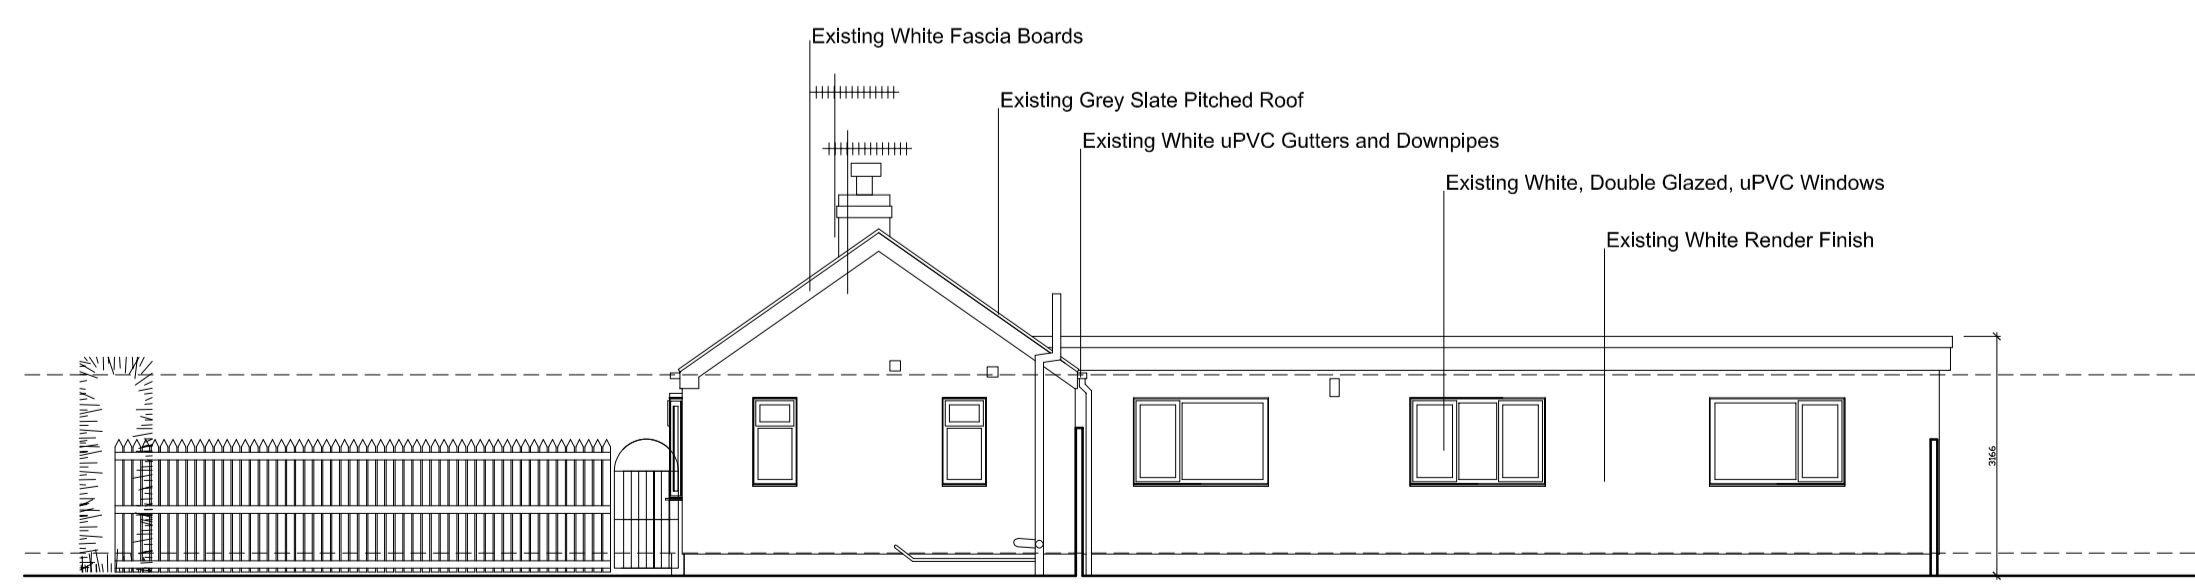 Existing White Fascia Boards
Existing Grey Slate Pitched Roof
Existing White uPVC Gutters and Downpipes
Existing White, Double Glazed, uPVC Windows
Existing White Render Finish
3166